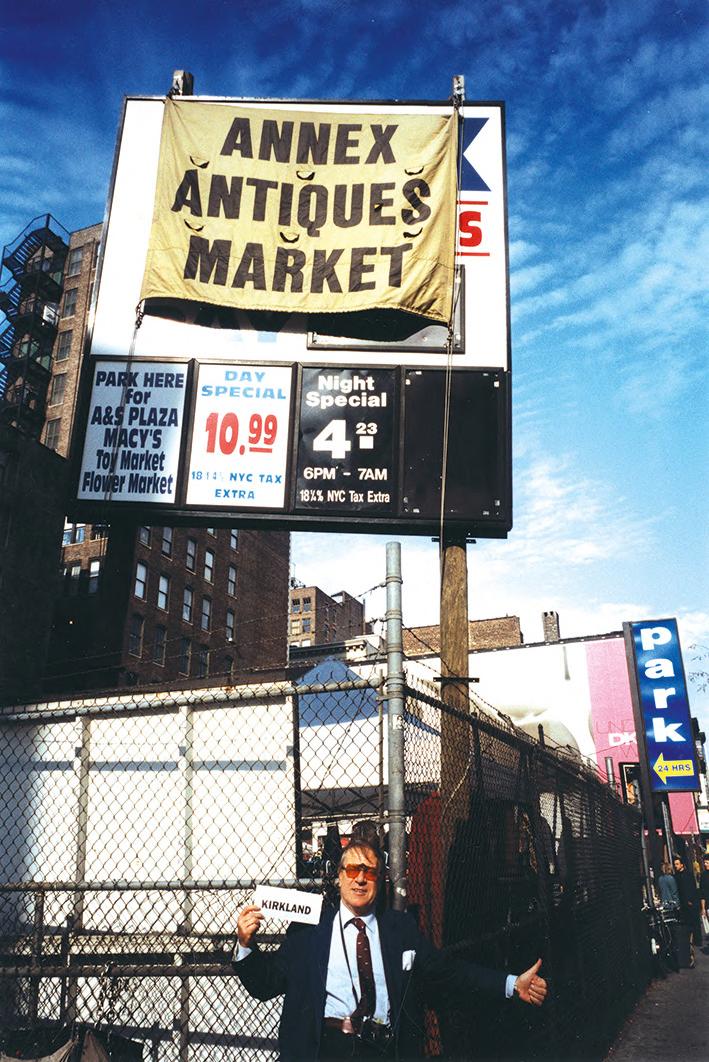 ANNEX
ANTIQUES
MARKET
S
PARK HERE
for
A&S PLAZA
MACY'S
Toy Market
Flower Market
DAY
SPECIAL
10.99
18¼% NYC TAX
EXTRA
Night
Special
4.23
6PM - 7AM
18¼% NYC Tax Extra
park
24 HRS
DK
KIRKLAND